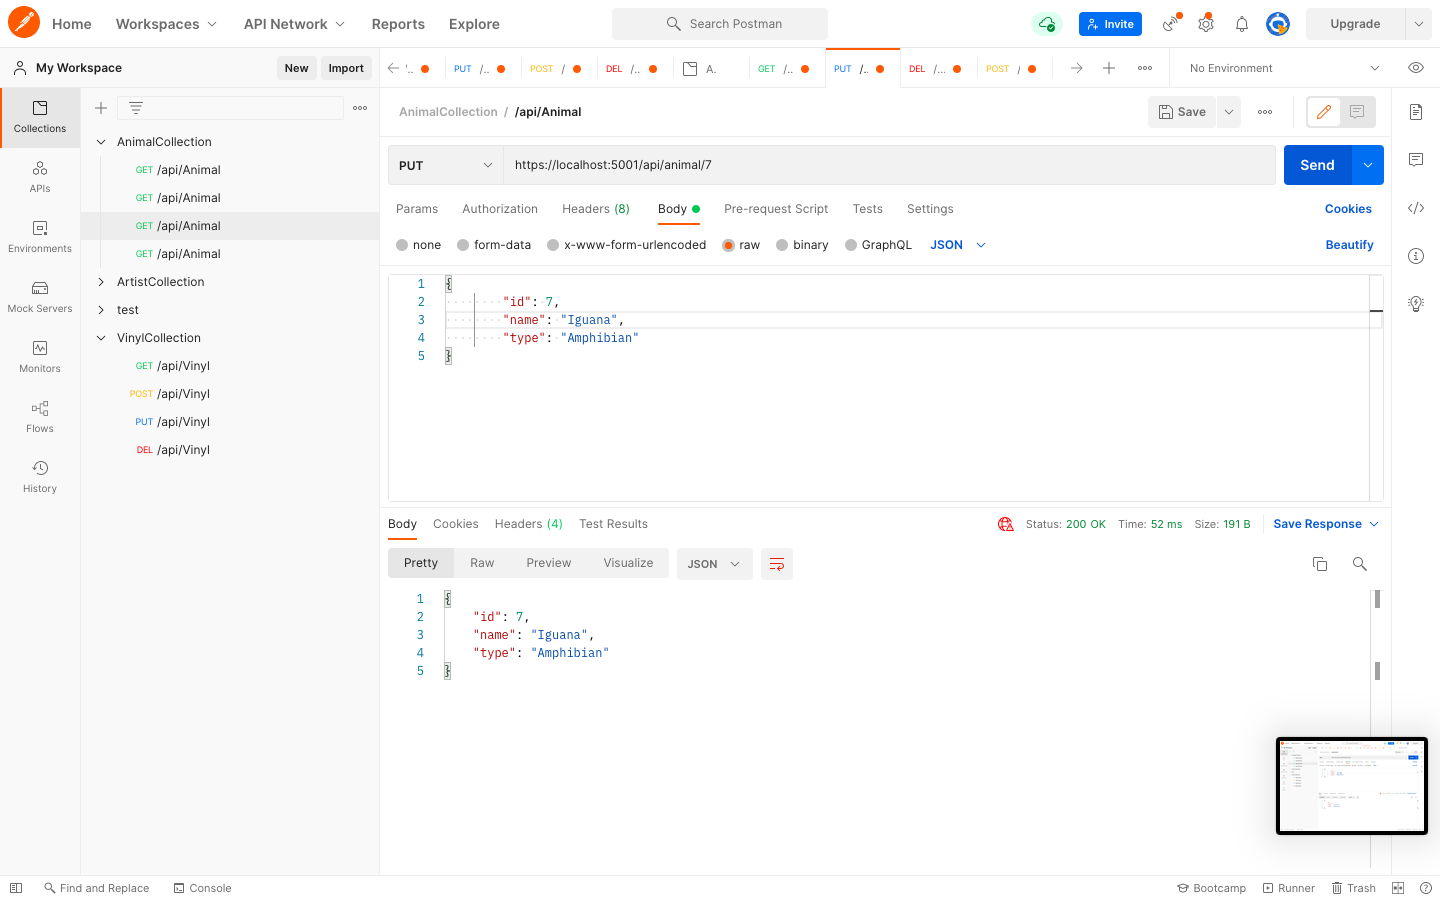 Home Workspaces API Network Reports Explore Search Postman Invite Upgrade
My Workspace New Import '.. PUT /.. POST / DEL /.. A. GET /.. PUT /.. DEL /... POST / No Environment
Collections
APIs
Environments
Mock Servers
Monitors
Flows
History
AnimalCollection
GET /api/Animal
GET /api/Animal
GET /api/Animal
GET /api/Animal
ArtistCollection
test
VinylCollection
GET /api/Vinyl
POST /api/Vinyl
PUT /api/Vinyl
DEL /api/Vinyl
AnimalCollection / /api/Animal Save
PUT https://localhost:5001/api/animal/7 Send
Params Authorization Headers (8) Body Pre-request Script Tests Settings Cookies
none form-data x-www-form-urlencoded raw binary GraphQL JSON Beautify
1 {
2 "id": 7,
3 "name": "Iguana",
4 "type": "Amphibian"
5 }
Body Cookies Headers (4) Test Results Status: 200 OK Time: 52 ms Size: 191 B Save Response
Pretty Raw Preview Visualize JSON
1 {
2 "id": 7,
3 "name": "Iguana",
4 "type": "Amphibian"
5 }
Find and Replace Console Bootcamp Runner Trash